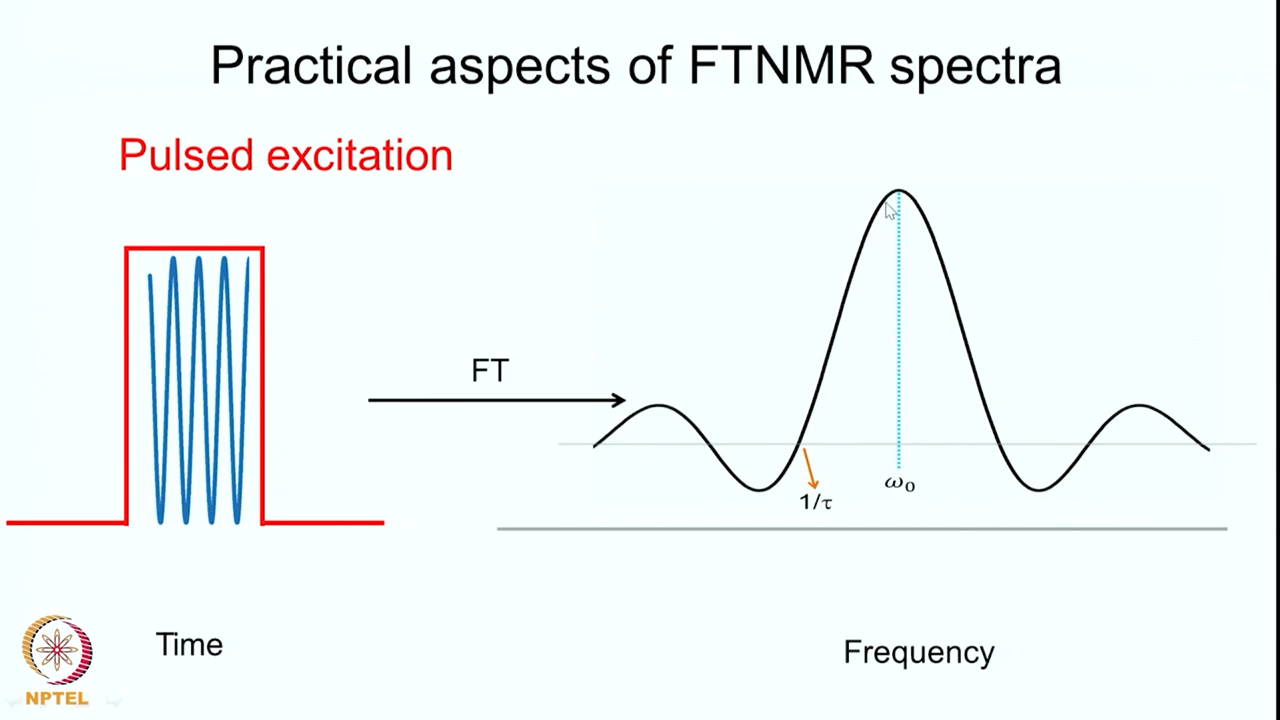 Practical aspects of FTNMR spectra
Pulsed excitation
FT
1/τ
ω₀
Time
Frequency
NPTEL